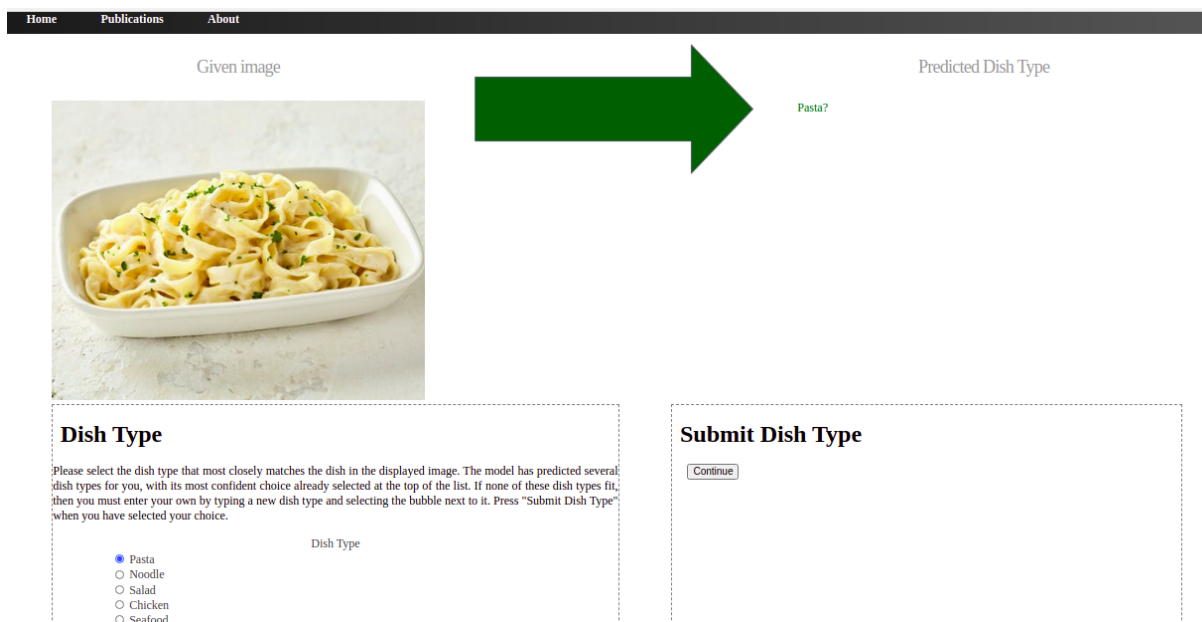 Home Publications About
Given image
Predicted Dish Type
Pasta?
Dish Type
Please select the dish type that most closely matches the dish in the displayed image. The model has predicted several
dish types for you, with its most confident choice already selected at the top of the list. If none of these dish types fit,
then you must enter your own by typing a new dish type and selecting the bubble next to it. Press "Submit Dish Type"
when you have selected your choice.
Dish Type
Pasta
Noodle
Salad
Chicken
Seafood
Submit Dish Type
Continue